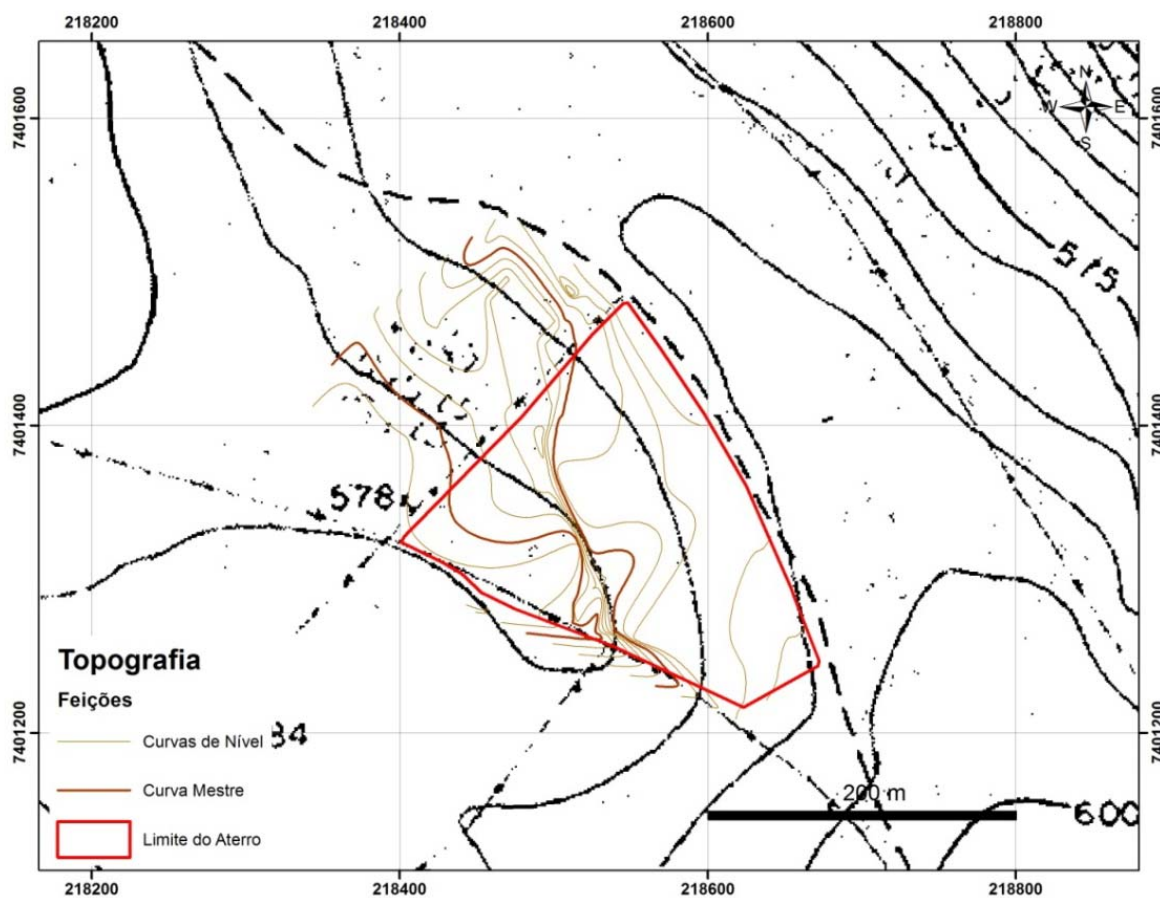 218200 218400 218600 218800
7401600 7401600
N
W E
S
575
7401400 7401400
578
Topografia
Feições
Curvas de Nível 34
7401200 7401200
Curva Mestre
200 m
600
Limite do Aterro
218200 218400 218600 218800